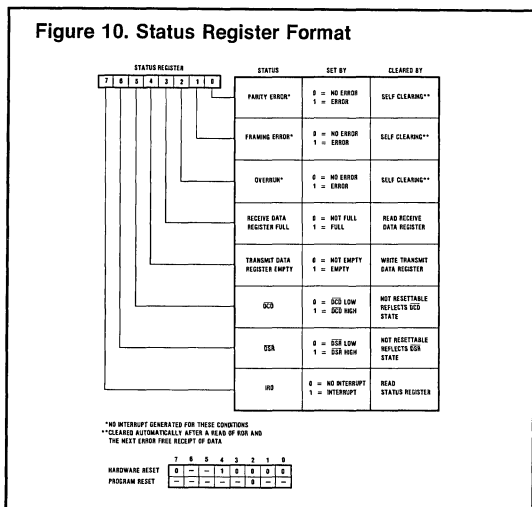 Figure 10. Status Register Format
STATUS REGISTER
7 6 5 4 3 2 1 0
STATUS SET BY CLEARED BY
PARITY ERROR* 0 = NO ERROR SELF CLEARING**
1 = ERROR
FRAMING ERROR* 0 = NO ERROR SELF CLEARING**
1 = ERROR
OVERRUN* 0 = NO ERROR SELF CLEARING**
1 = ERROR
RECEIVE DATA 0 = NOT FULL READ RECEIVE
REGISTER FULL 1 = FULL DATA REGISTER
TRANSMIT DATA 0 = NOT EMPTY WRITE TRANSMIT
REGISTER EMPTY 1 = EMPTY DATA REGISTER
NOT RESETTABLE
DCD 0 = DCD LOW REFLECTS DCD
1 = DCD HIGH STATE
NOT RESETTABLE
DSR 0 = DSR LOW REFLECTS DSR
1 = DSR HIGH STATE
IRQ 0 = NO INTERRUPT READ
1 = INTERRUPT STATUS REGISTER
*NO INTERRUPT GENERATED FOR THESE CONDITIONS
**CLEARED AUTOMATICALLY AFTER A READ OF RDR AND
THE NEXT ERROR FREE RECEIPT OF DATA
7 6 5 4 3 2 1 0
HARDWARE RESET 0 – – 1 0 0 0 0
PROGRAM RESET – – – – – 0 – –